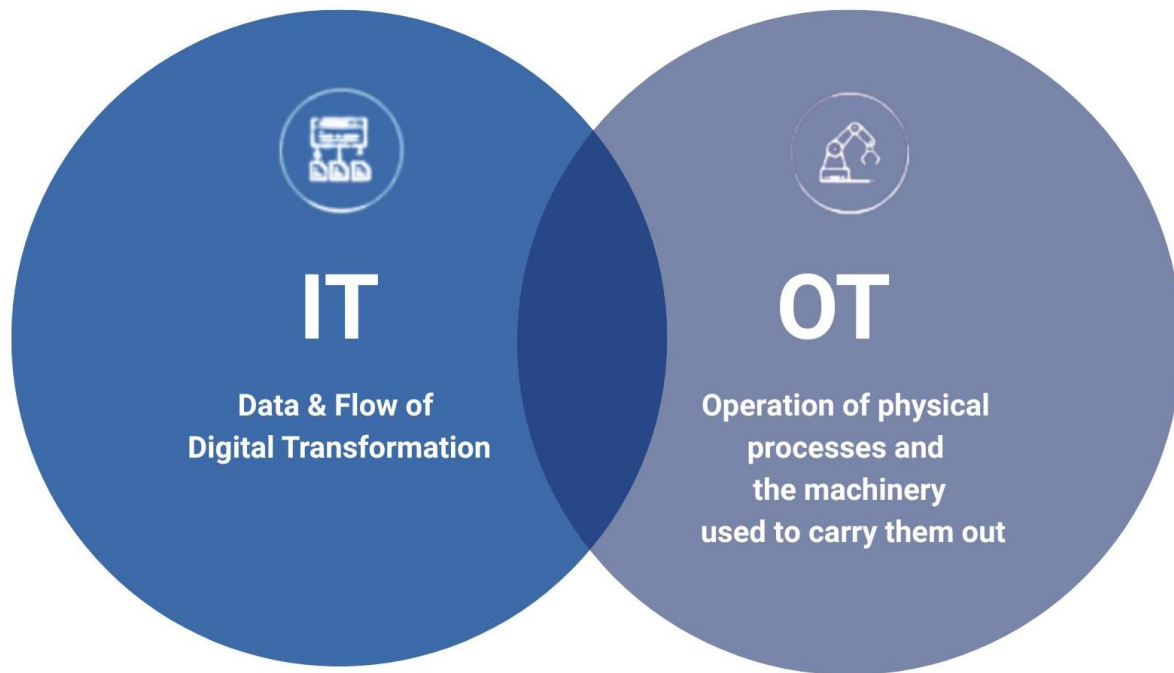 IT
Data & Flow of
Digital Transformation
OT
Operation of physical
processes and
the machinery
used to carry them out